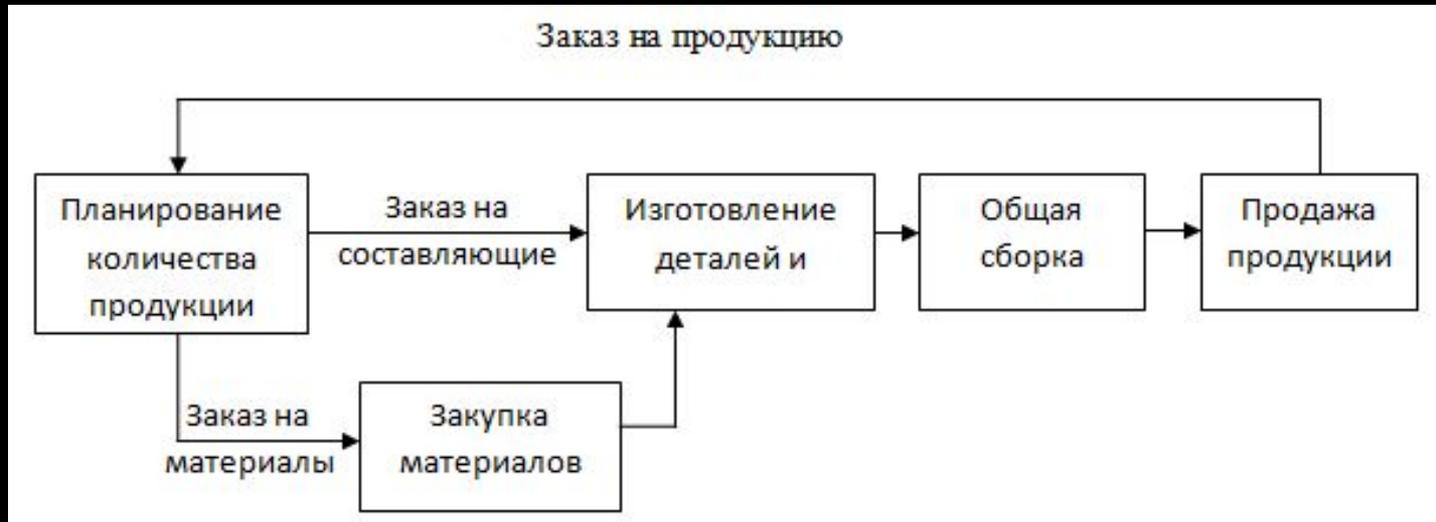 Заказ на продукцию
Планирование
количества
продукции
Заказ на
составляющие
Изготовление
деталей и
Общая
сборка
Продажа
продукции
Заказ на
материалы
Закупка
материалов